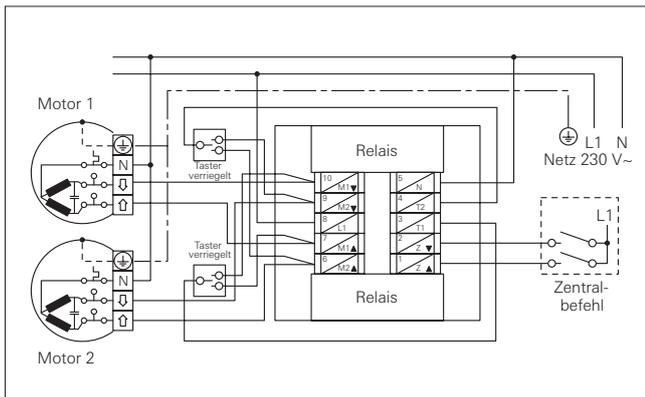 Motor 1
N
Taster
verriegelt
Relais
L1 N
Netz 230 V~
10
M1▼
9
M2▼
8
L1
7
M1▲
6
M2▲
5
N
4
T2
3
T1
2
Z ▼
1
Z ▲
L1
Zentral-
befehl
Taster
verriegelt
N
Relais
Motor 2